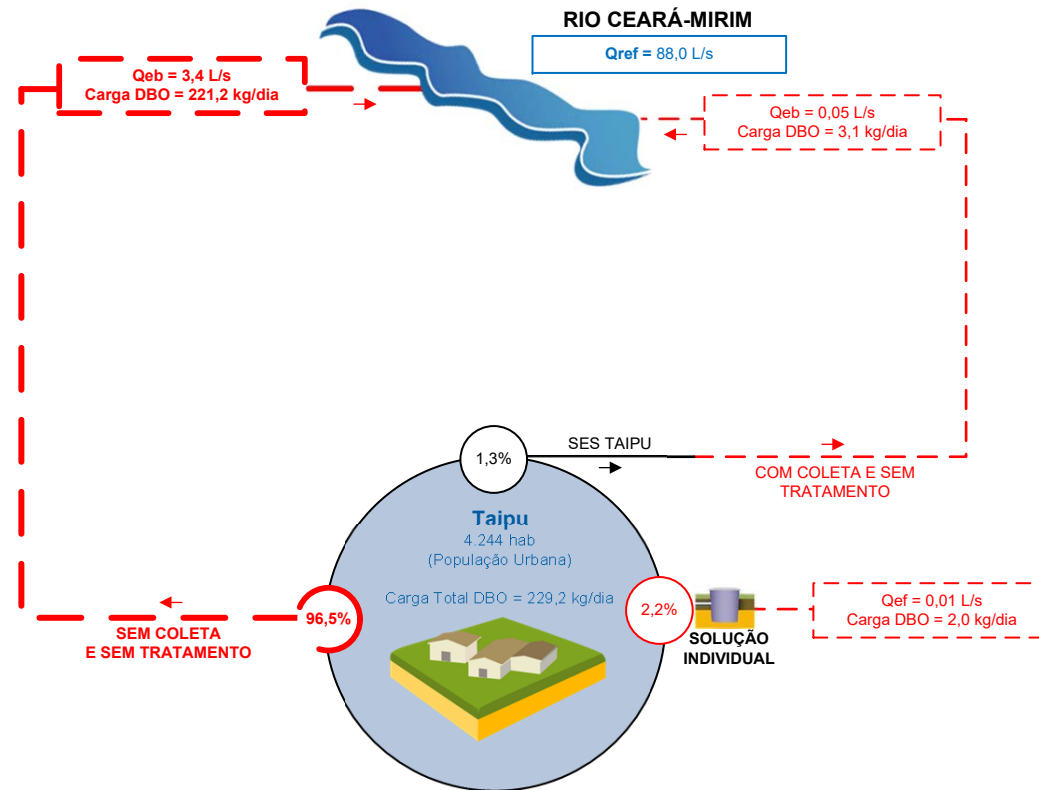 RIO CEARÁ-MIRIM
Qref = 88,0 L/s
Qeb = 3,4 L/s
Carga DBO = 221,2 kg/dia
Qeb = 0,05 L/s
Carga DBO = 3,1 kg/dia
1,3%
SES TAIPU
COM COLETA E SEM
TRATAMENTO
Taipu
4.244 hab
(População Urbana)
Carga Total DBO = 229,2 kg/dia
96,5%
SEM COLETA
E SEM TRATAMENTO
2,2%
SOLUÇÃO
INDIVIDUAL
Qef = 0,01 L/s
Carga DBO = 2,0 kg/dia